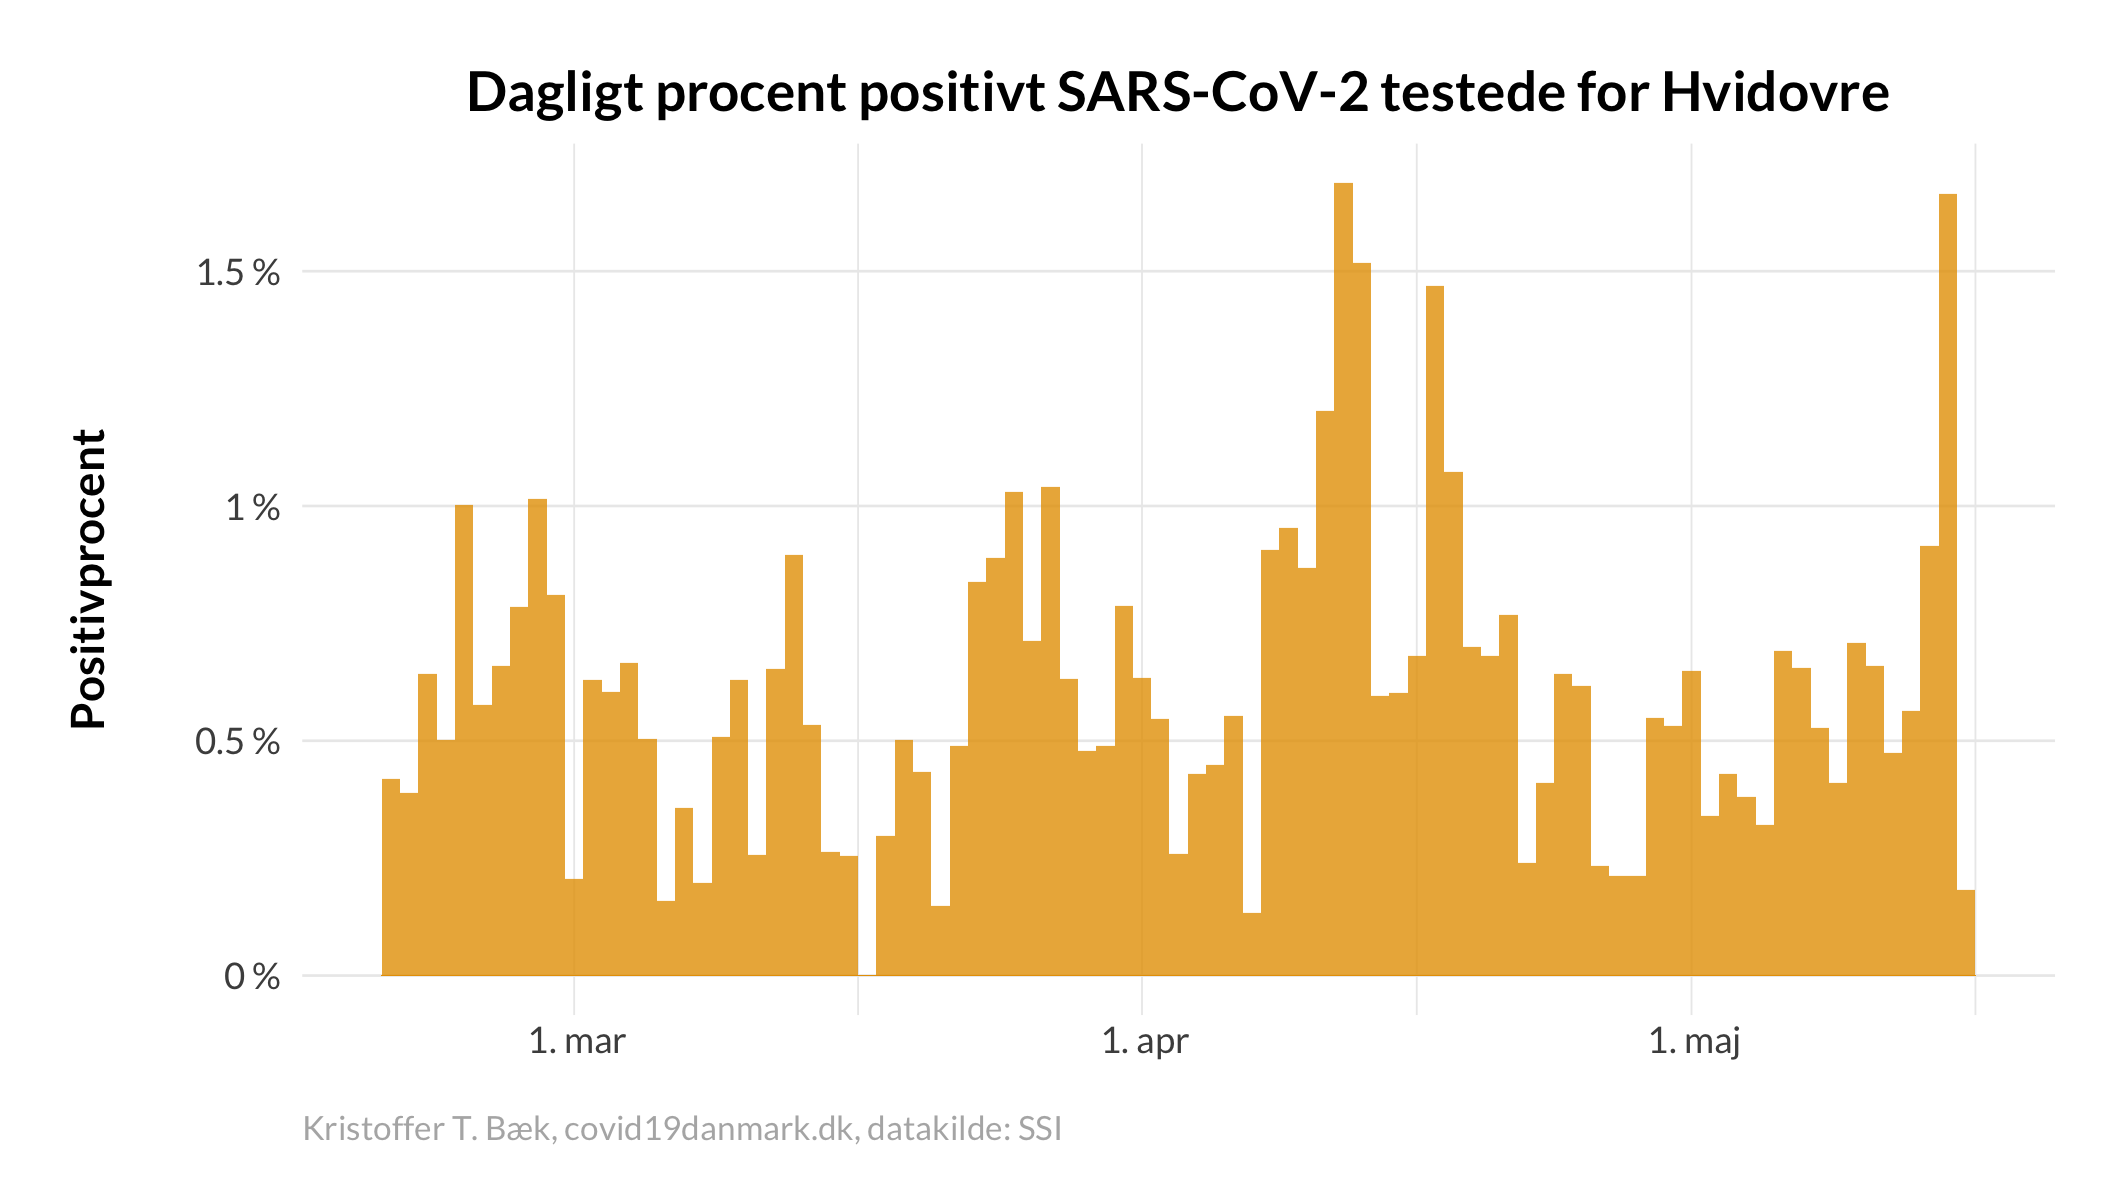 Dagligt procent positivt SARS-CoV-2 testede for Hvidovre
Positivprocent
1.5 %
1 %
0.5 %
0 %
1. mar
1. apr
1. maj
Kristoffer T. Bæk, covid19danmark.dk, datakilde: SSI